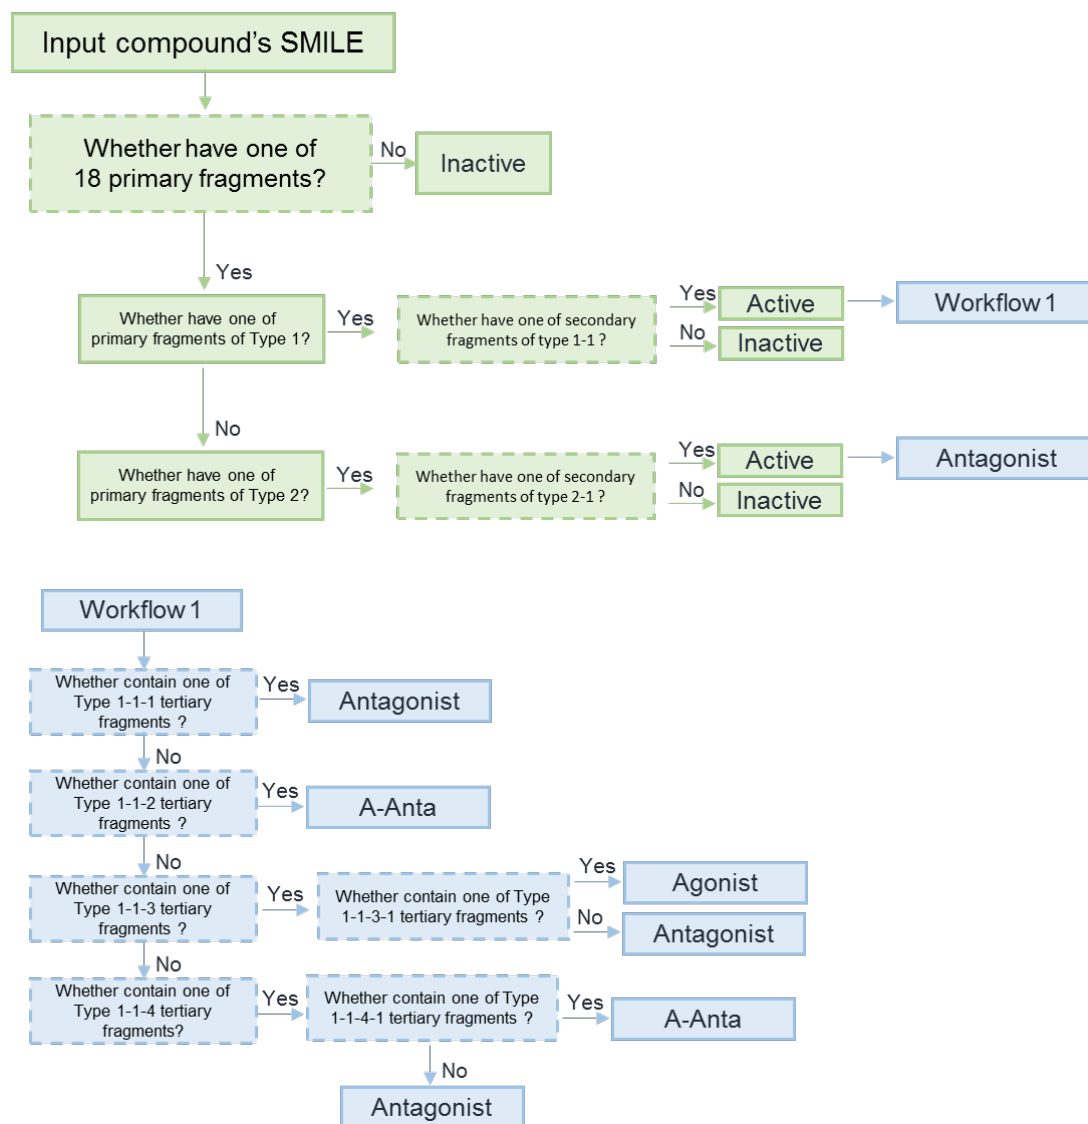 Input compound's SMILE
Whether have one of
18 primary fragments?
No
Inactive
Yes
Whether have one of
primary fragments of Type 1?
Yes
Whether have one of secondary
fragments of type 1-1 ?
Yes
Active
Workflow 1
No
Inactive
No
Whether have one of
primary fragments of Type 2?
Yes
Whether have one of secondary
fragments of type 2-1 ?
Yes
Active
Antagonist
No
Inactive
Workflow 1
Whether contain one of
Type 1-1-1 tertiary
fragments ?
Yes
Antagonist
No
Whether contain one of
Type 1-1-2 tertiary
fragments ?
Yes
A-Anta
No
Whether contain one of
Type 1-1-3 tertiary
fragments ?
Yes
Whether contain one of Type
1-1-3-1 tertiary fragments ?
Yes
Agonist
No
Antagonist
No
Whether contain one of
Type 1-1-4 tertiary
fragments?
Yes
Whether contain one of Type
1-1-4-1 tertiary fragments ?
Yes
A-Anta
No
Antagonist